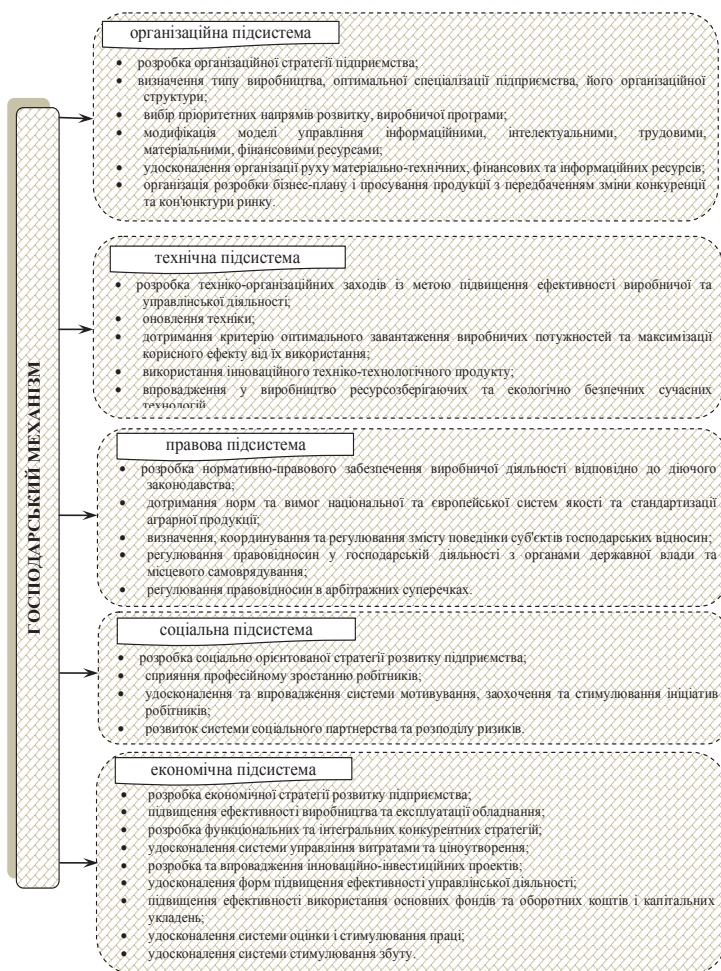 ГОСПОДАРСЬКИЙ МЕХАНІЗМ
організаційна підсистема
• розробка організаційної стратегії підприємства;
• визначення типу виробництва, оптимальної спеціалізації підприємства, його організаційної
структури;
• вибір пріоритетних напрямів розвитку, виробничої програми;
• модифікація моделі управління інформаційними, інтелектуальними, трудовими,
матеріальними, фінансовими ресурсами;
• удосконалення організації руху матеріально-технічних, фінансових та інформаційних ресурсів;
• організація розробки бізнес-плану і просування продукції з передбаченням зміни конкуренції
та кон'юнктури ринку.
технічна підсистема
• розробка техніко-організаційних заходів із метою підвищення ефективності виробничої та
управлінської діяльності;
• оновлення техніки;
• дотримання критерію оптимального завантаження виробничих потужностей та максимізації
корисного ефекту від їх використання;
• використання інноваційного техніко-технологічного продукту;
• впровадження у виробництво ресурсозберігаючих та екологічно безпечних сучасних
технологій.
правова підсистема
• розробка нормативно-правового забезпечення виробничої діяльності відповідно до діючого
законодавства;
• дотримання норм та вимог національної та європейської систем якості та стандартизації
аграрної продукції;
• визначення, координування та регулювання змісту поведінки суб'єктів господарських відносин;
• регулювання правовідносин у господарській діяльності з органами державної влади та
місцевого самоврядування;
• регулювання правовідносин в арбітражних суперечках.
соціальна підсистема
• розробка соціально орієнтованої стратегії розвитку підприємства;
• сприяння професійному зростанню робітників;
• удосконалення та впровадження системи мотивування, заохочення та стимулювання ініціатив
робітників;
• розвиток системи соціального партнерства та розподілу ризиків.
економічна підсистема
• розробка економічної стратегії розвитку підприємства;
• підвищення ефективності виробництва та експлуатації обладнання;
• розробка функціональних та інтегральних конкурентних стратегій;
• удосконалення системи управління витратами та ціноутворення;
• розробка та впровадження інноваційно-інвестиційних проектів;
• удосконалення форм підвищення ефективності управлінської діяльності;
• підвищення ефективності використання основних фондів та оборотних коштів і капітальних
укладень;
• удосконалення системи оцінки і стимулювання праці;
• удосконалення системи стимулювання збуту.